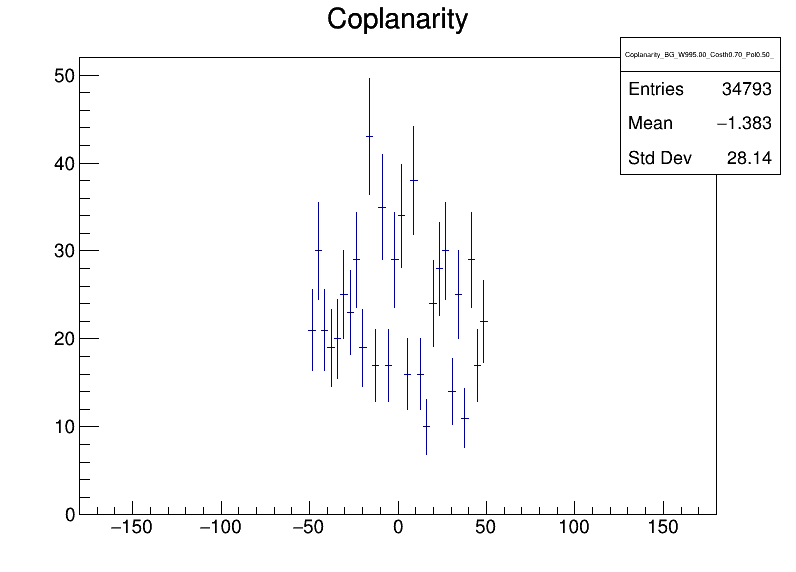 Coplanarity
Coplanarity_BG_W995.00_Costh0.70_Pol0.50_
Entries 34793
Mean −1.383
Std Dev 28.14
50
40
30
20
10
0
−150 −100 −50 0 50 100 150